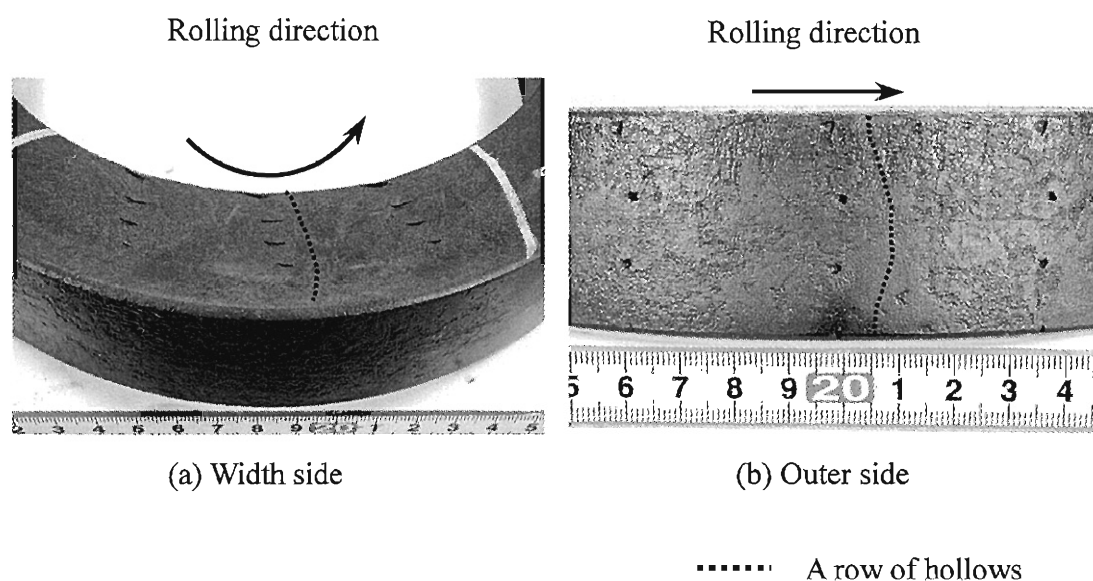 Rolling direction
Rolling direction
5 6 7 8 9 20 1 2 3 4
(a) Width side
(b) Outer side
A row of hollows